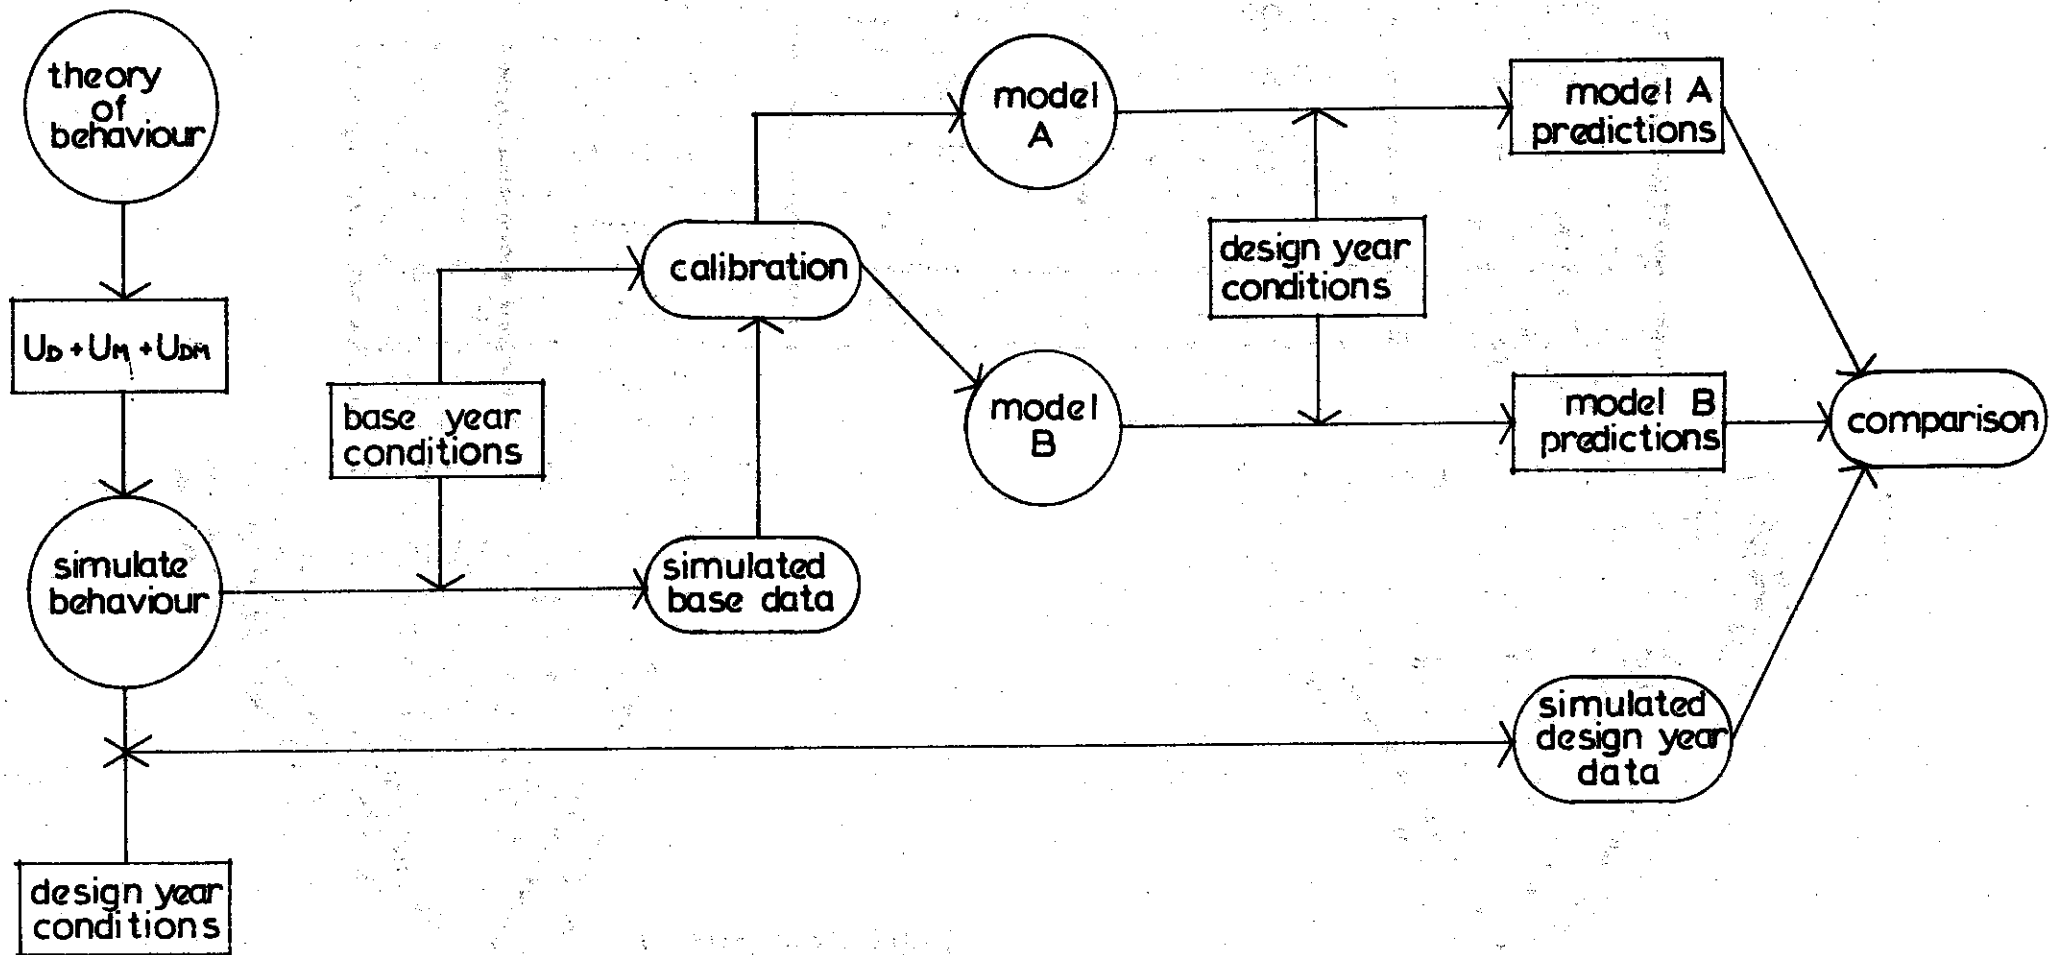 theory
of
behaviour
UD + UM + UDM
simulate
behaviour
design year
conditions
base year
conditions
calibration
simulated
base data
model
A
model
B
design year
conditions
model A
predictions
model B
predictions
simulated
design year
data
comparison